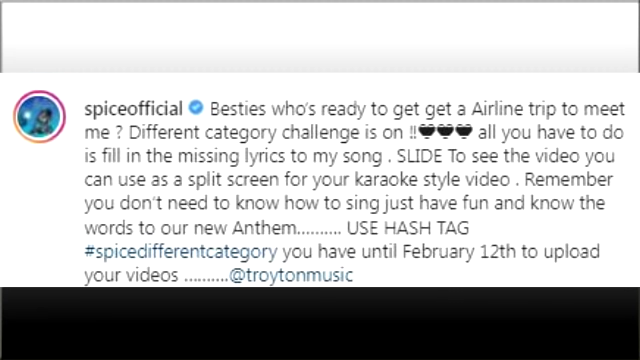 spiceofficial Besties who's ready to get get a Airline trip to meet
me ? Different category challenge is on !!🖤🖤🖤 all you have to do
is fill in the missing lyrics to my song . SLIDE To see the video you
can use as a split screen for your karaoke style video . Remember
you don't need to know how to sing just have fun and know the
words to our new Anthem.......... USE HASH TAG
#spicedifferentcategory you have until February 12th to upload
your videos ..........@troytonmusic